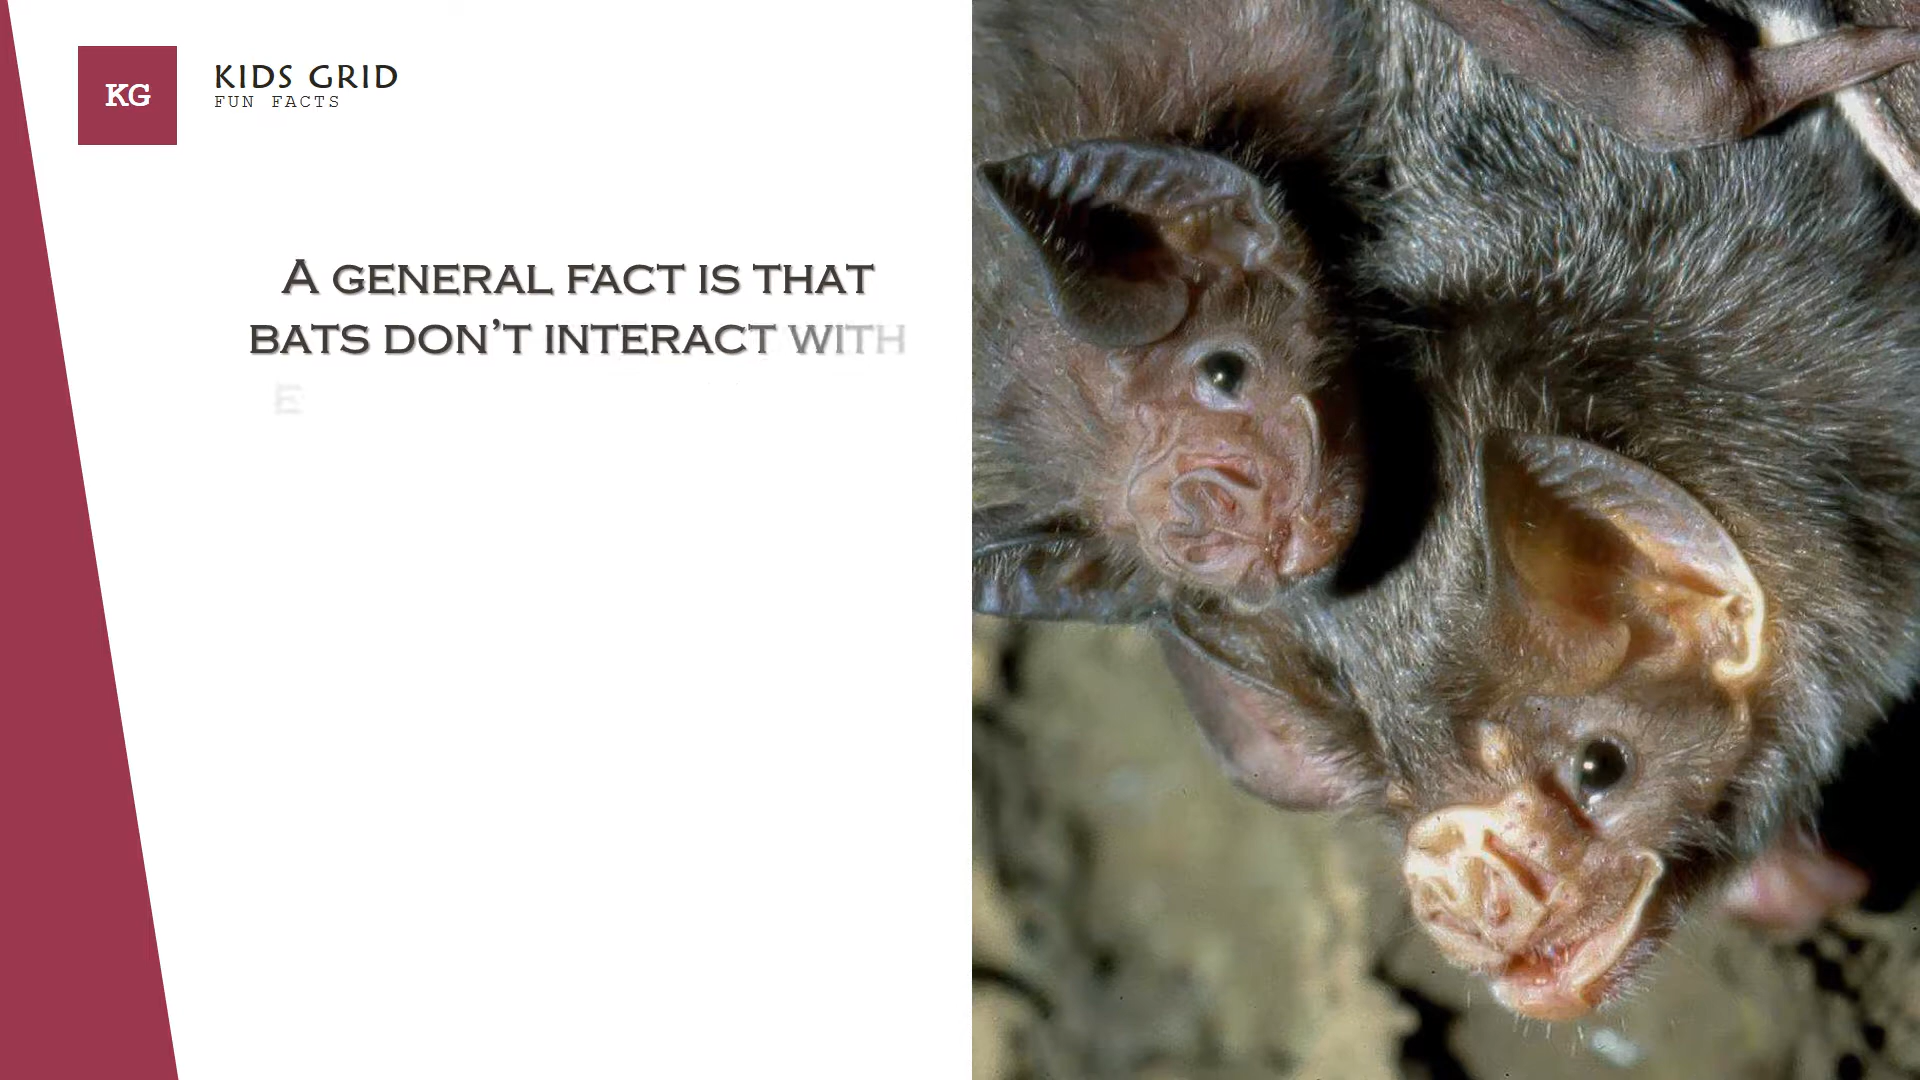 KG
KIDS GRID
FUN FACTS
A GENERAL FACT IS THAT
BATS DON’T INTERACT WITH
E